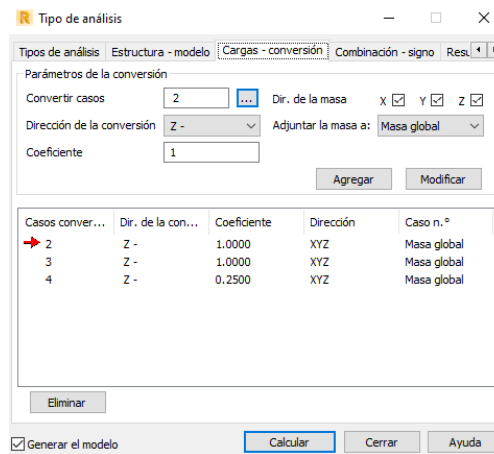 Tipo de análisis
Tipos de análisis Estructura - modelo Cargas - conversión Combinación - signo
Parámetros de la conversión
Convertir casos 2 ... Dir. de la masa X Y Z
Dirección de la conversión Z - Adjuntar la masa a: Masa global
Coeficiente 1
Agregar Modificar
Casos conver... Dir. de la con... Coeficiente Dirección Caso n.º
2 Z - 1.0000 XYZ Masa global
3 Z - 1.0000 XYZ Masa global
4 Z - 0.2500 XYZ Masa global
Eliminar
Generar el modelo Calcular Cerrar Ayuda